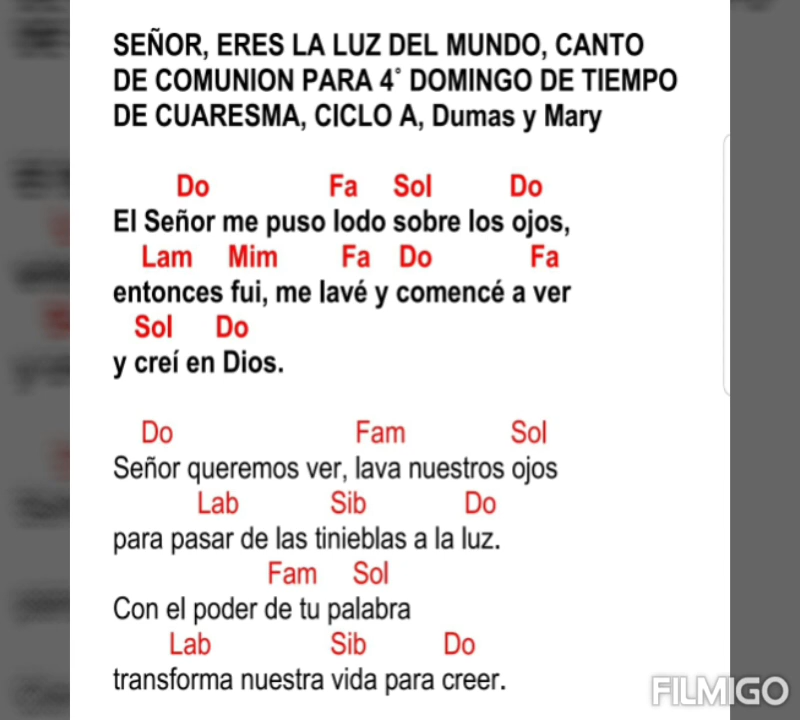 SEÑOR, ERES LA LUZ DEL MUNDO, CANTO
DE COMUNION PARA 4° DOMINGO DE TIEMPO
DE CUARESMA, CICLO A, Dumas y Mary
Do Fa Sol Do
El Señor me puso lodo sobre los ojos,
Lam Mim Fa Do Fa
entonces fui, me lavé y comencé a ver
Sol Do
y creí en Dios.
Do Fam Sol
Señor queremos ver, lava nuestros ojos
Lab Sib Do
para pasar de las tinieblas a la luz.
Fam Sol
Con el poder de tu palabra
Lab Sib Do
transforma nuestra vida para creer.
FILMIGO